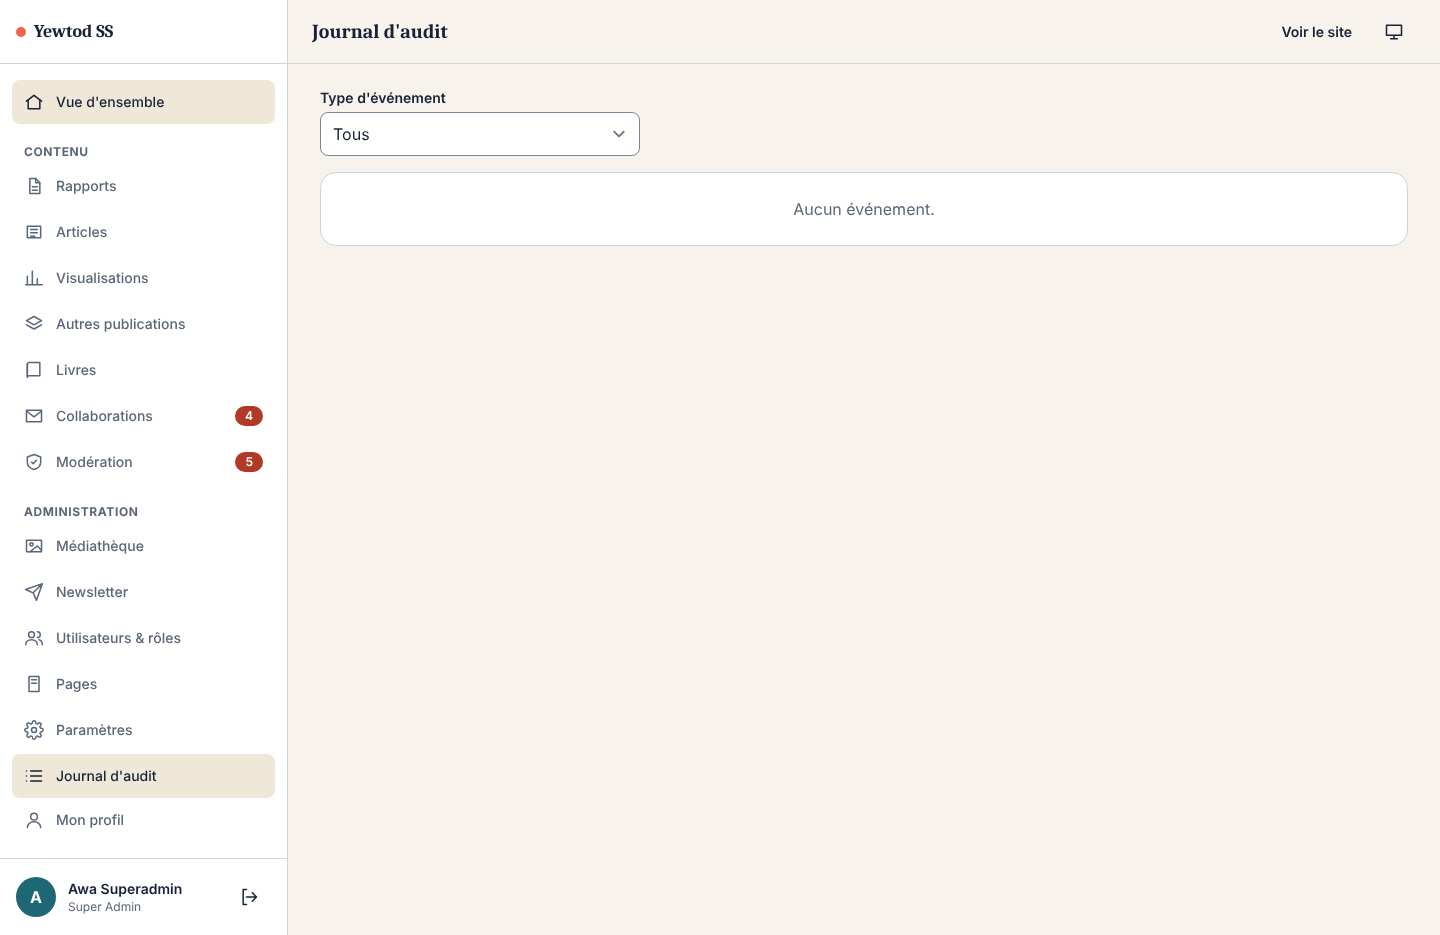 Yewtod SS
Journal d'audit
Voir le site
Vue d'ensemble
CONTENU
Rapports
Articles
Visualisations
Autres publications
Livres
Collaborations 4
Modération 5
ADMINISTRATION
Médiathèque
Newsletter
Utilisateurs & rôles
Pages
Paramètres
Journal d'audit
Mon profil
A
Awa Superadmin
Super Admin
Type d'événement
Tous
Aucun événement.